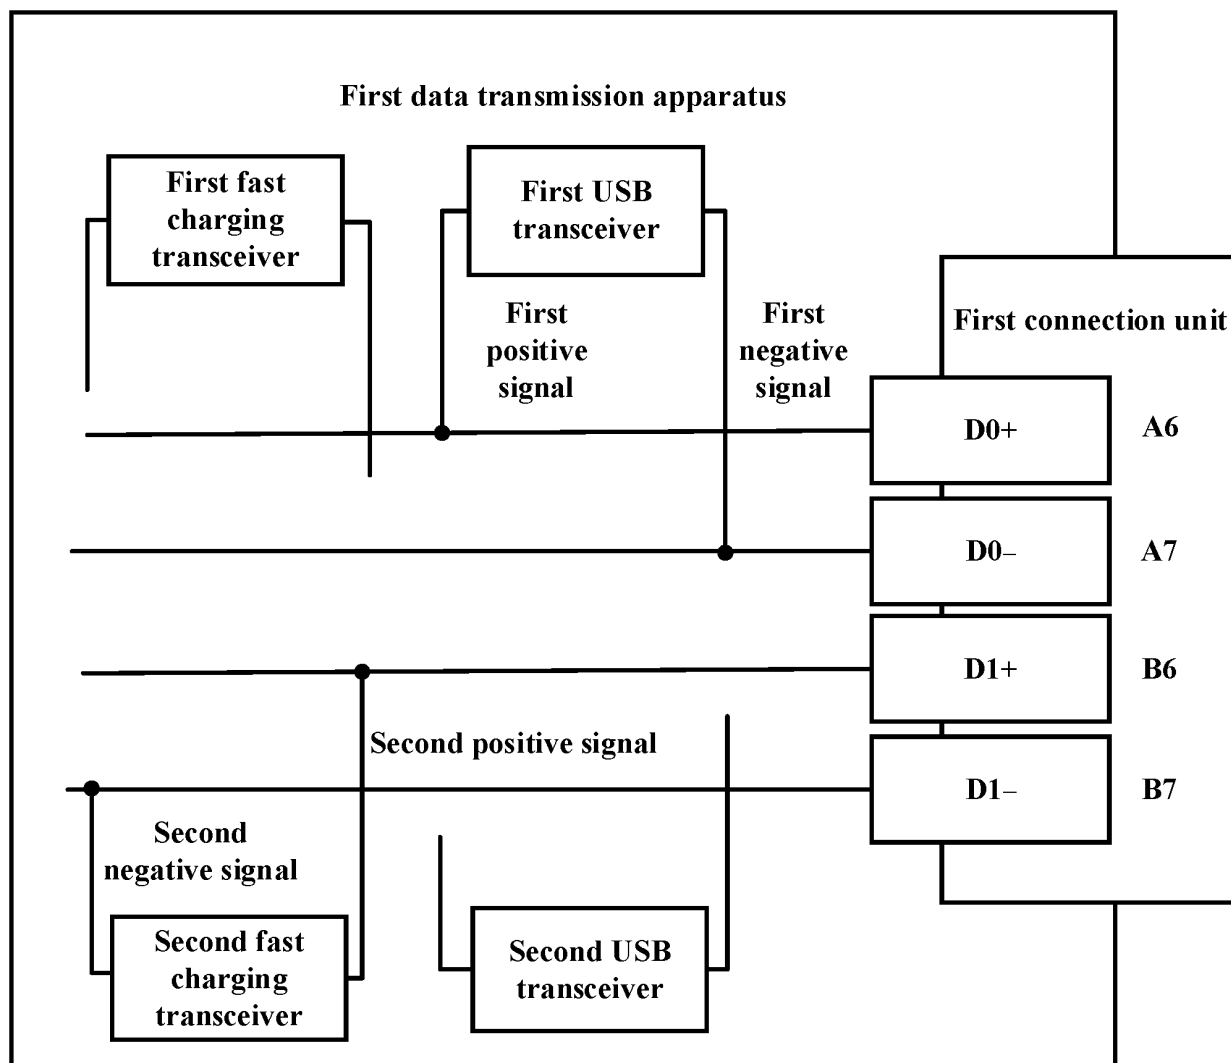 First data transmission apparatus
First fast
charging
transceiver
First USB
transceiver
First
positive
signal
First
negative
signal
First connection unit
D0+
A6
D0–
A7
D1+
B6
Second positive signal
D1–
B7
Second
negative signal
Second fast
charging
transceiver
Second USB
transceiver